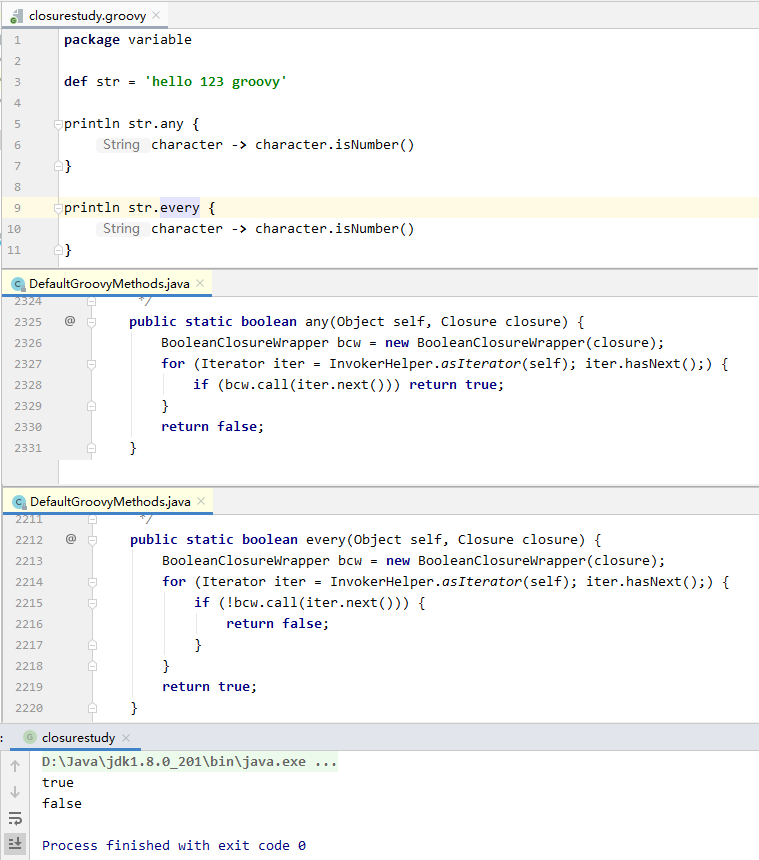 closurestudy.groovy
1 package variable
2
3 def str = 'hello 123 groovy'
4
5 println str.any {
6 String character -> character.isNumber()
7 }
8
9 println str.every {
10 String character -> character.isNumber()
11 }
DefaultGroovyMethods.java
2324 */
2325 @ public static boolean any(Object self, Closure closure) {
2326 BooleanClosureWrapper bcw = new BooleanClosureWrapper(closure);
2327 for (Iterator iter = InvokerHelper.asIterator(self); iter.hasNext();) {
2328 if (bcw.call(iter.next())) return true;
2329 }
2330 return false;
2331 }
DefaultGroovyMethods.java
2211 */
2212 @ public static boolean every(Object self, Closure closure) {
2213 BooleanClosureWrapper bcw = new BooleanClosureWrapper(closure);
2214 for (Iterator iter = InvokerHelper.asIterator(self); iter.hasNext();) {
2215 if (!bcw.call(iter.next())) {
2216 return false;
2217 }
2218 }
2219 return true;
2220 }
: closurestudy
D:\Java\jdk1.8.0_201\bin\java.exe ...
true
false
Process finished with exit code 0